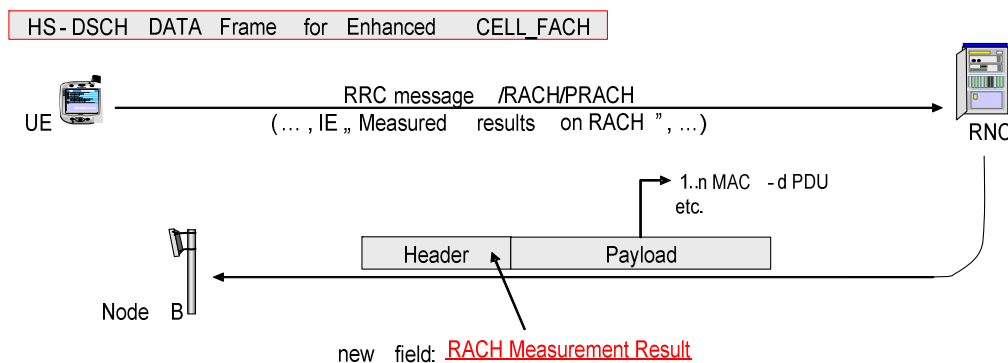 HS-DSCH DATA Frame for Enhanced CELL_FACH
RRC message /RACH/PRACH
UE
(… , IE „ Measured results on RACH ”, …)
RNC
1..n MAC -d PDU
etc.
Header
Payload
Node B
new field: RACH Measurement Result